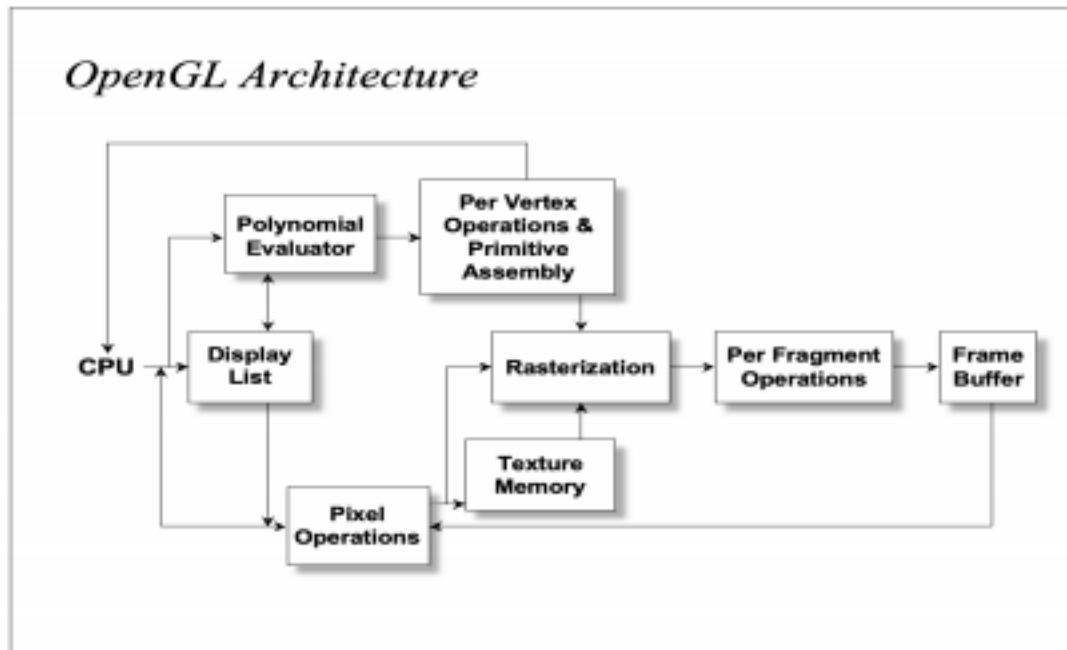 OpenGL Architecture
Polynomial
Evaluator
Per Vertex
Operations &
Primitive
Assembly
CPU
Display
List
Rasterization
Per Fragment
Operations
Frame
Buffer
Texture
Memory
Pixel
Operations